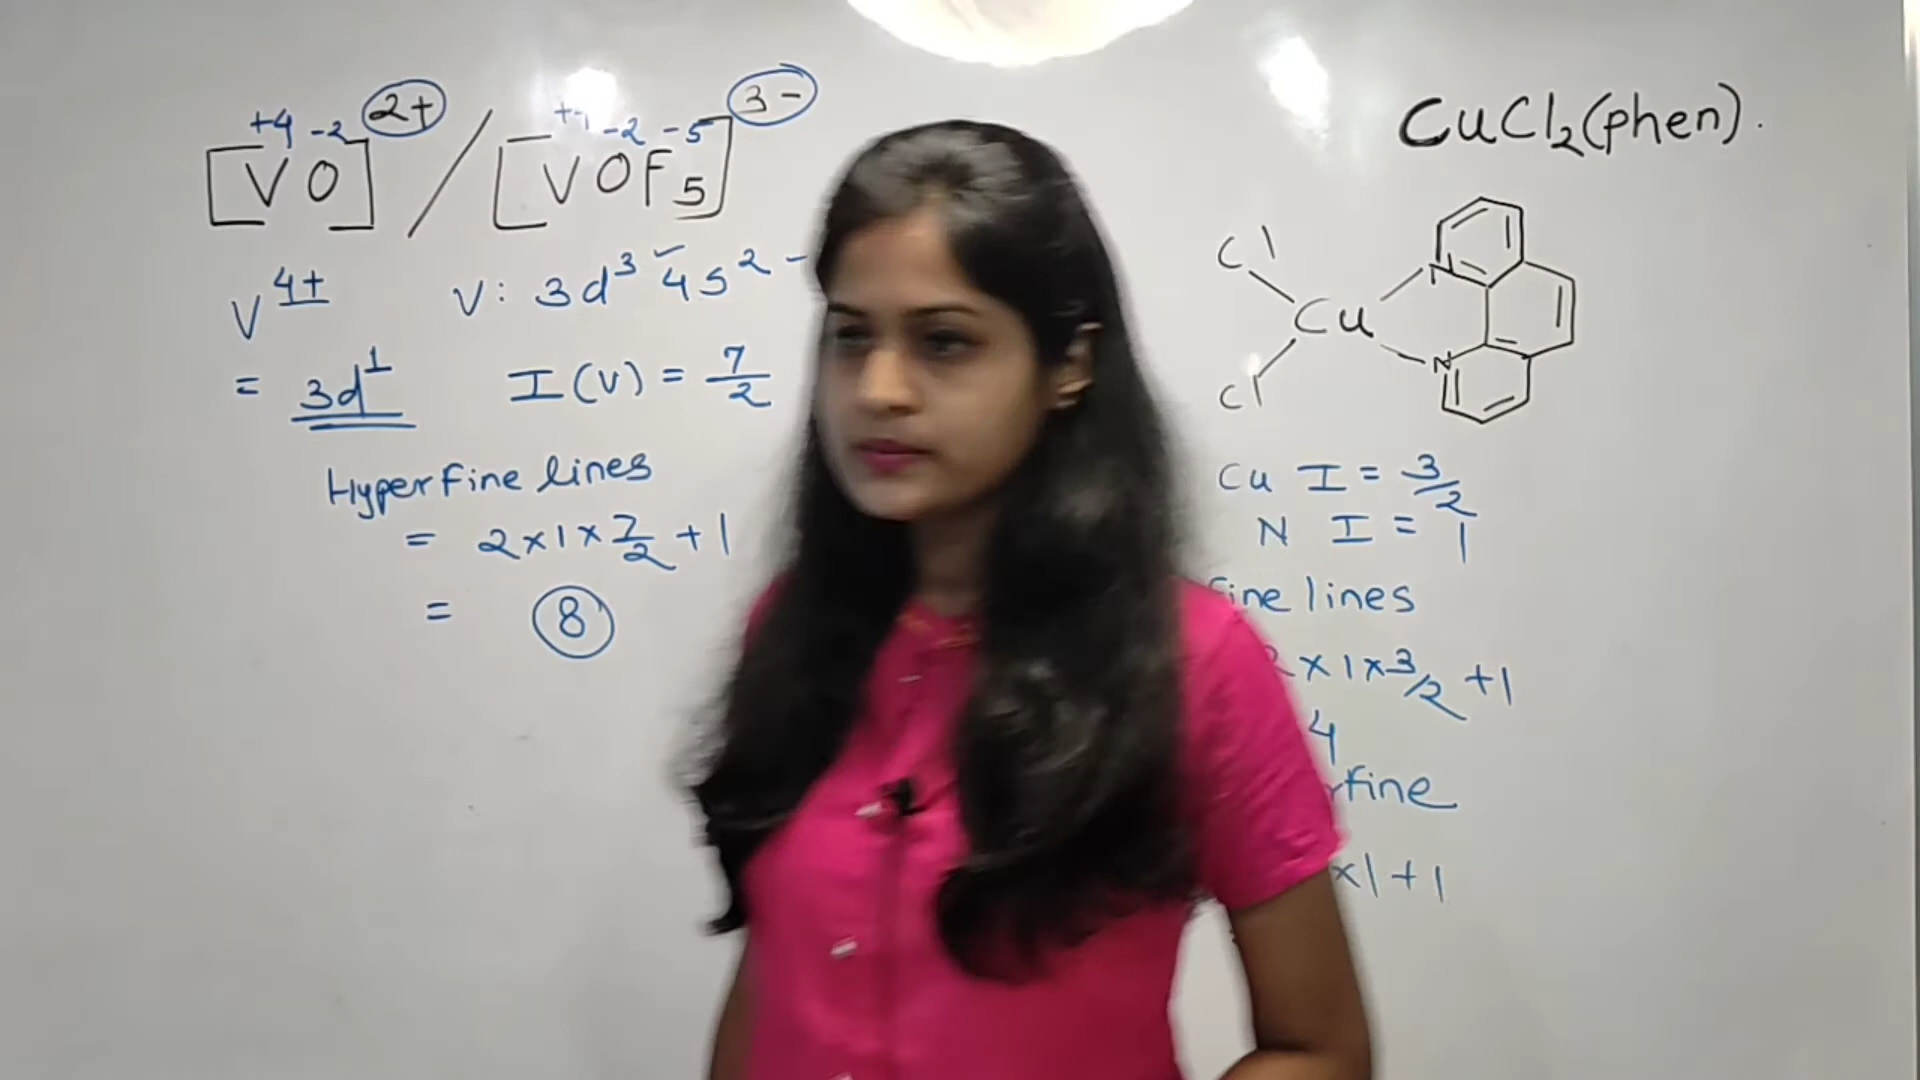 +4 -2 2+
[VO] / [VOF5]
-2 -5 3-
V4+ V: 3d3 4s2 -
= 3d1 I(V) = 7/2
Hyperfine lines
= 2×1×7/2 + 1
= 8
CuCl2(phen).
Cl
N
Cu
N
Cl
Cu I = 3/2
N I = 1
fine lines
×1×3/2 +1
4
fine
×1+1